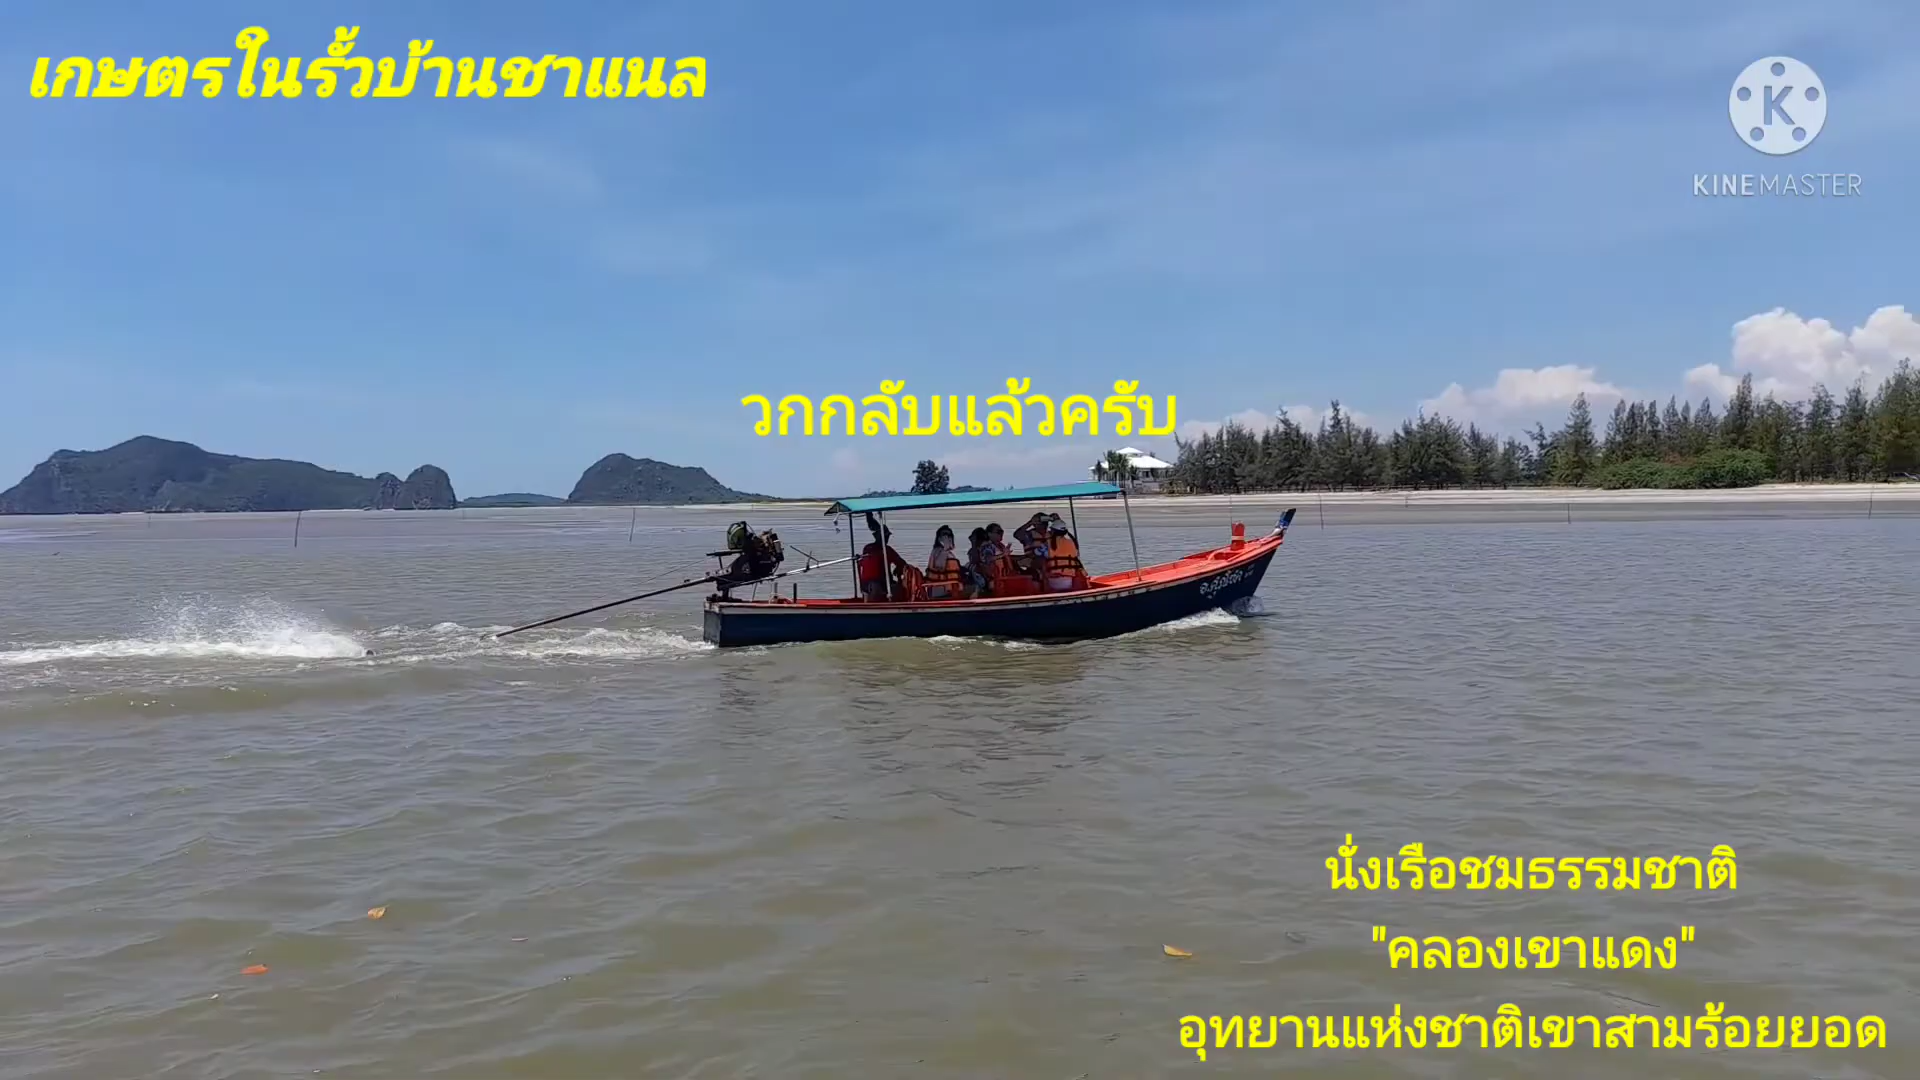 เกษตรในรั้วบ้านชาแนล
KINEMASTER
วกกลับแล้วครับ
นั่งเรือชมธรรมชาติ
"คลองเขาแดง"
อุทยานแห่งชาติเขาสามร้อยยอด